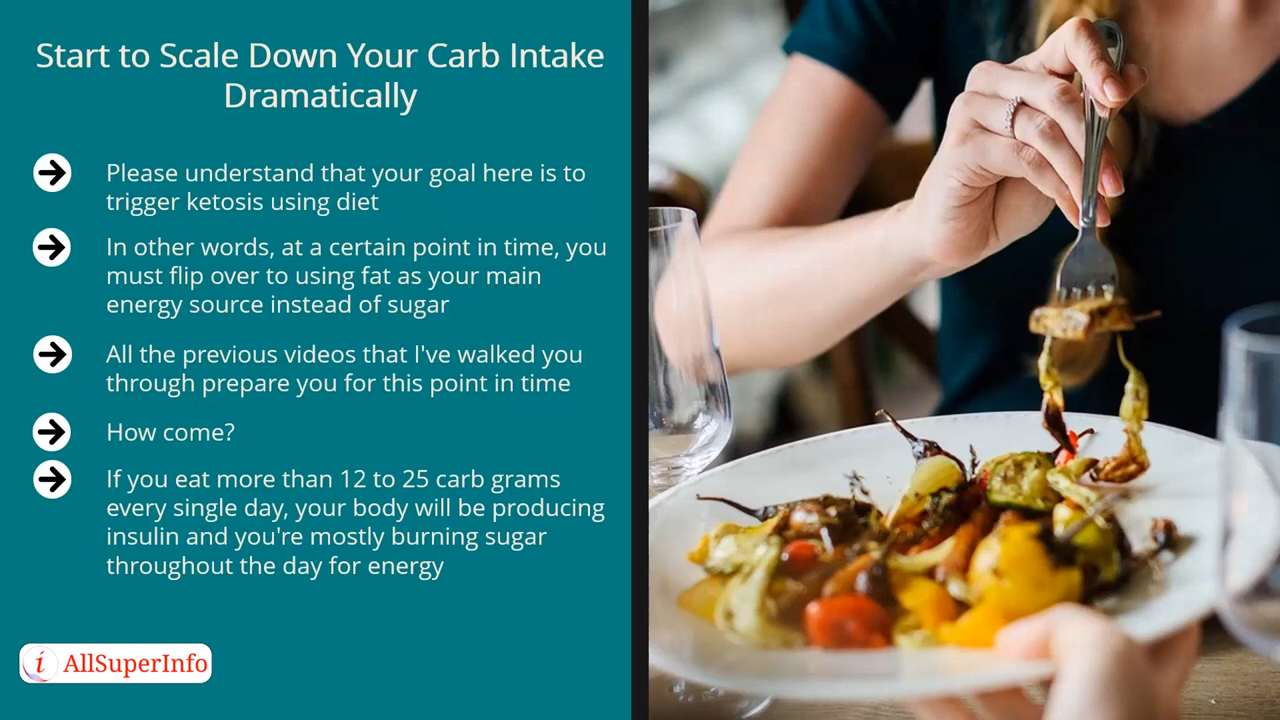 Start to Scale Down Your Carb Intake
Dramatically
Please understand that your goal here is to
trigger ketosis using diet
In other words, at a certain point in time, you
must flip over to using fat as your main
energy source instead of sugar
All the previous videos that I've walked you
through prepare you for this point in time
How come?
If you eat more than 12 to 25 carb grams
every single day, your body will be producing
insulin and you're mostly burning sugar
throughout the day for energy
i AllSuperInfo